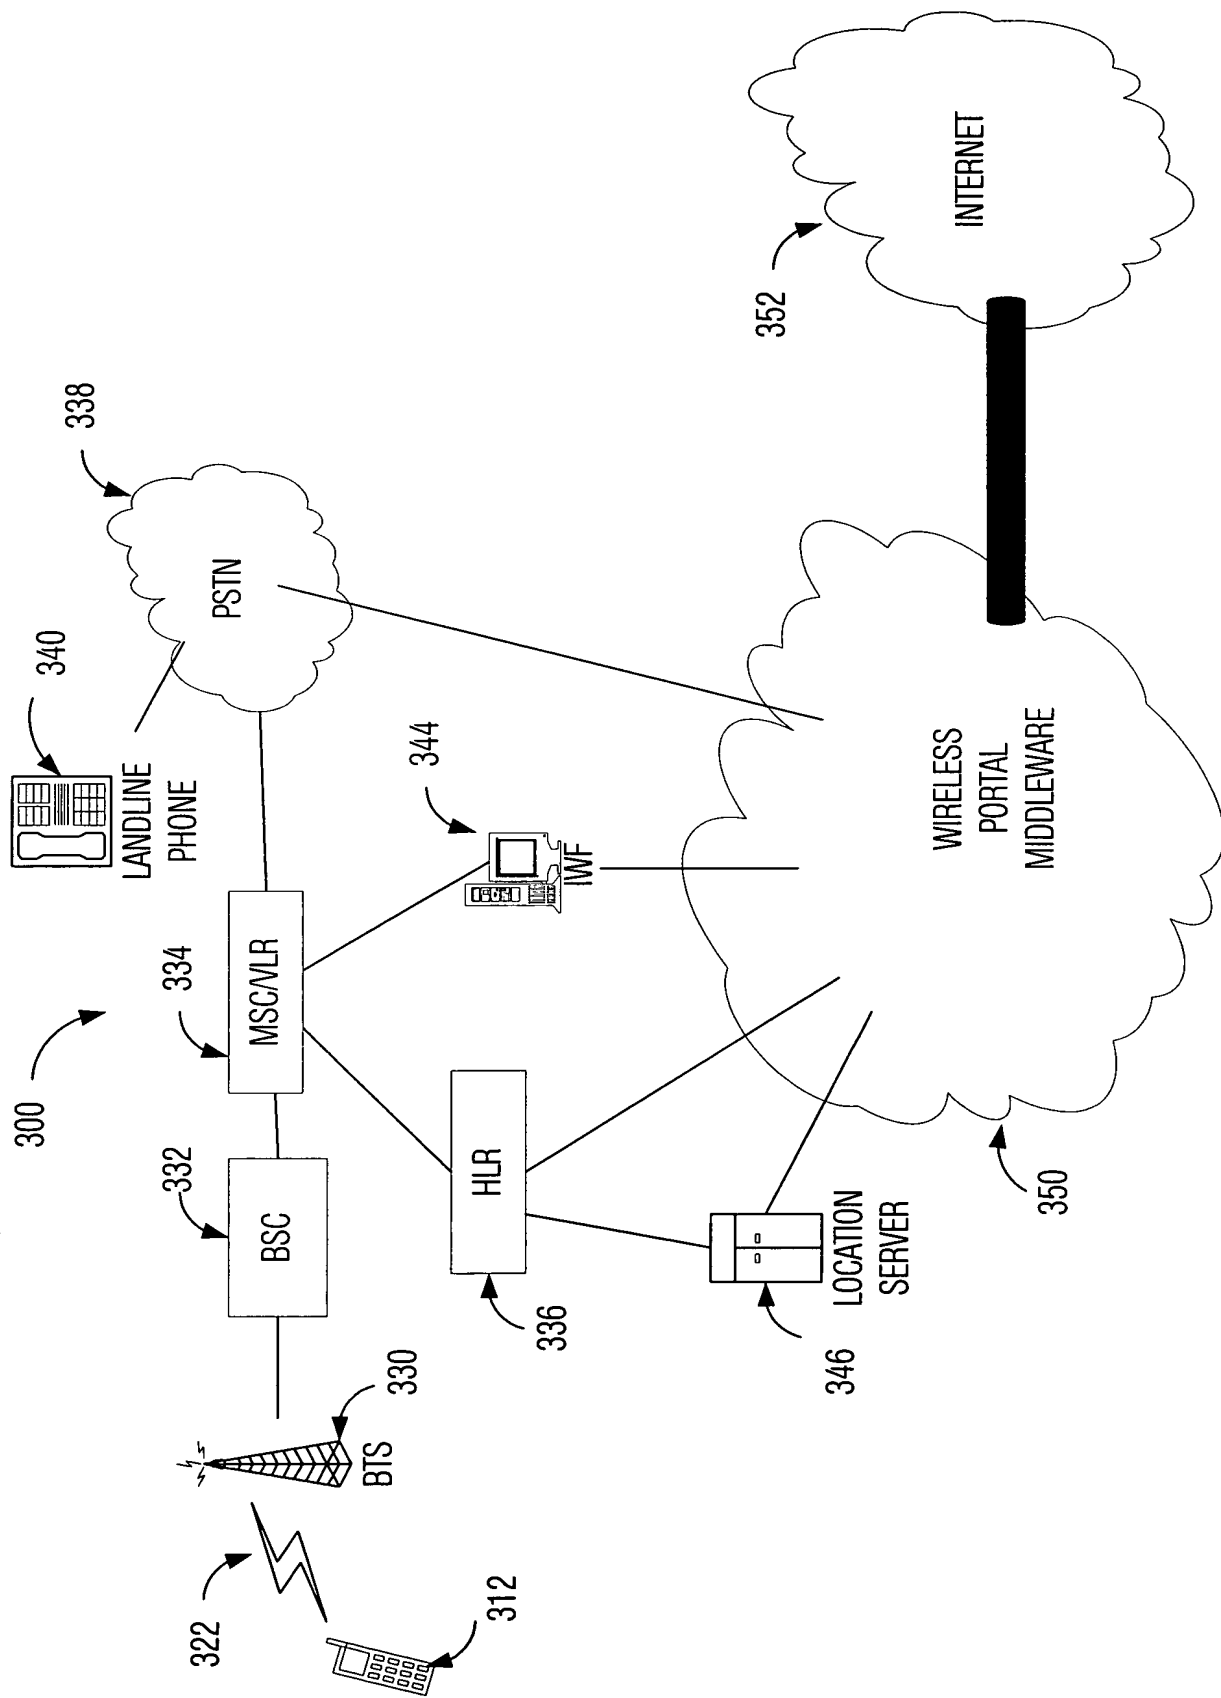 300
340
LANDLINE
PHONE
338
PSTN
334
MSC/VLR
332
BSC
330
BTS
322
312
336
HLR
344
IWF
346
LOCATION
SERVER
350
WIRELESS
PORTAL
MIDDLEWARE
352
INTERNET